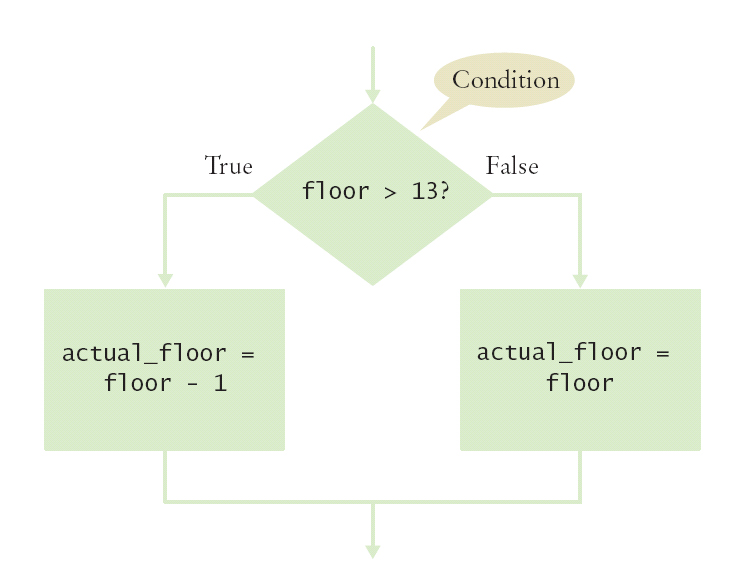 Condition
True
False
floor > 13?
actual_floor =
floor - 1
actual_floor =
floor